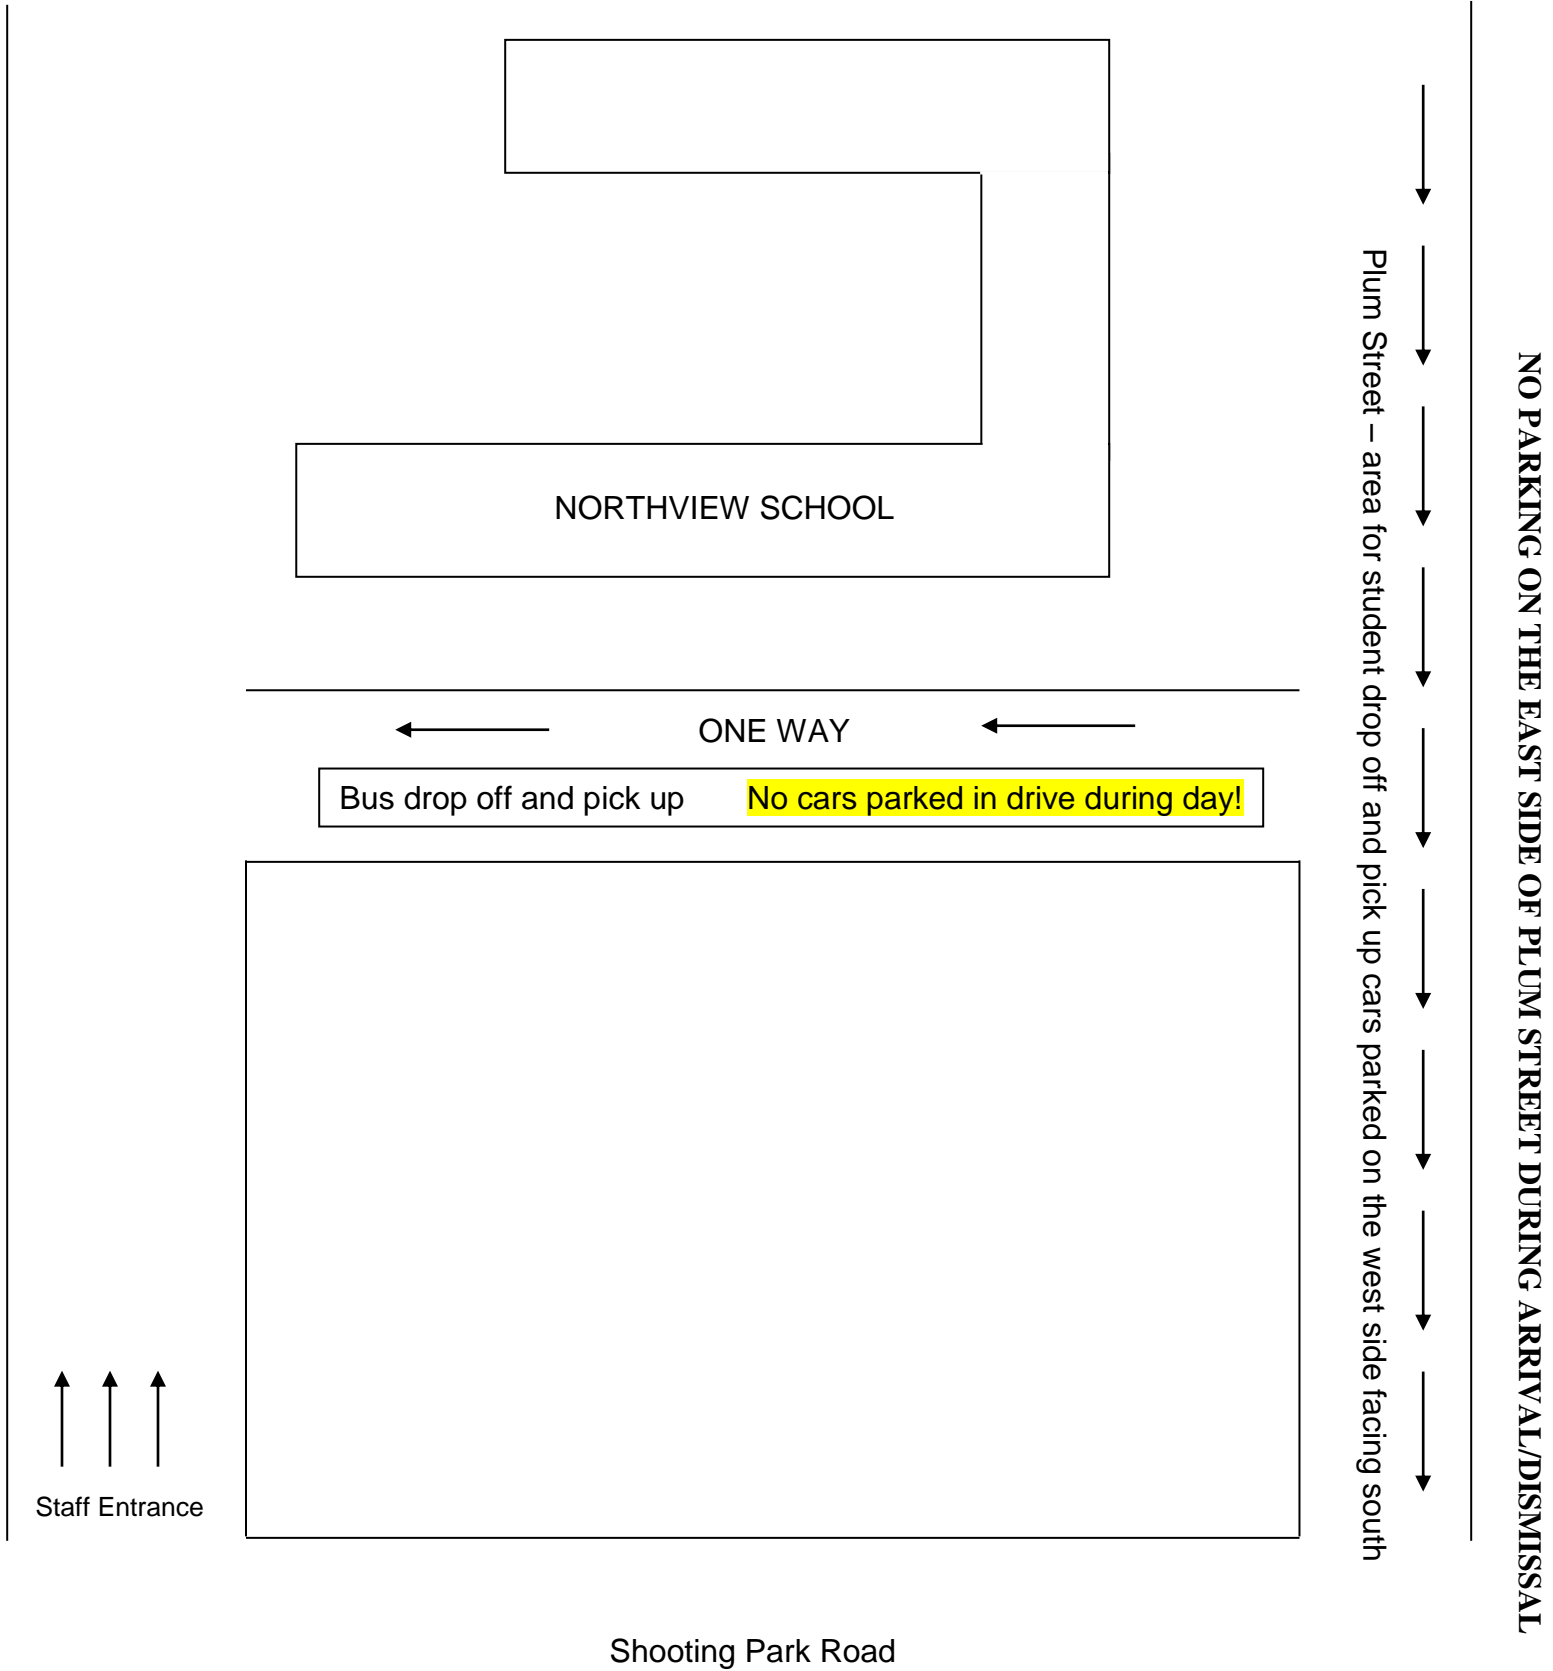 NORTHVIEW SCHOOL
ONE WAY
Bus drop off and pick up No cars parked in drive during day!
Plum Street – area for student drop off and pick up cars parked on the west side facing south
NO PARKING ON THE EAST SIDE OF PLUM STREET DURING ARRIVAL/DISMISSAL
Staff Entrance
Shooting Park Road